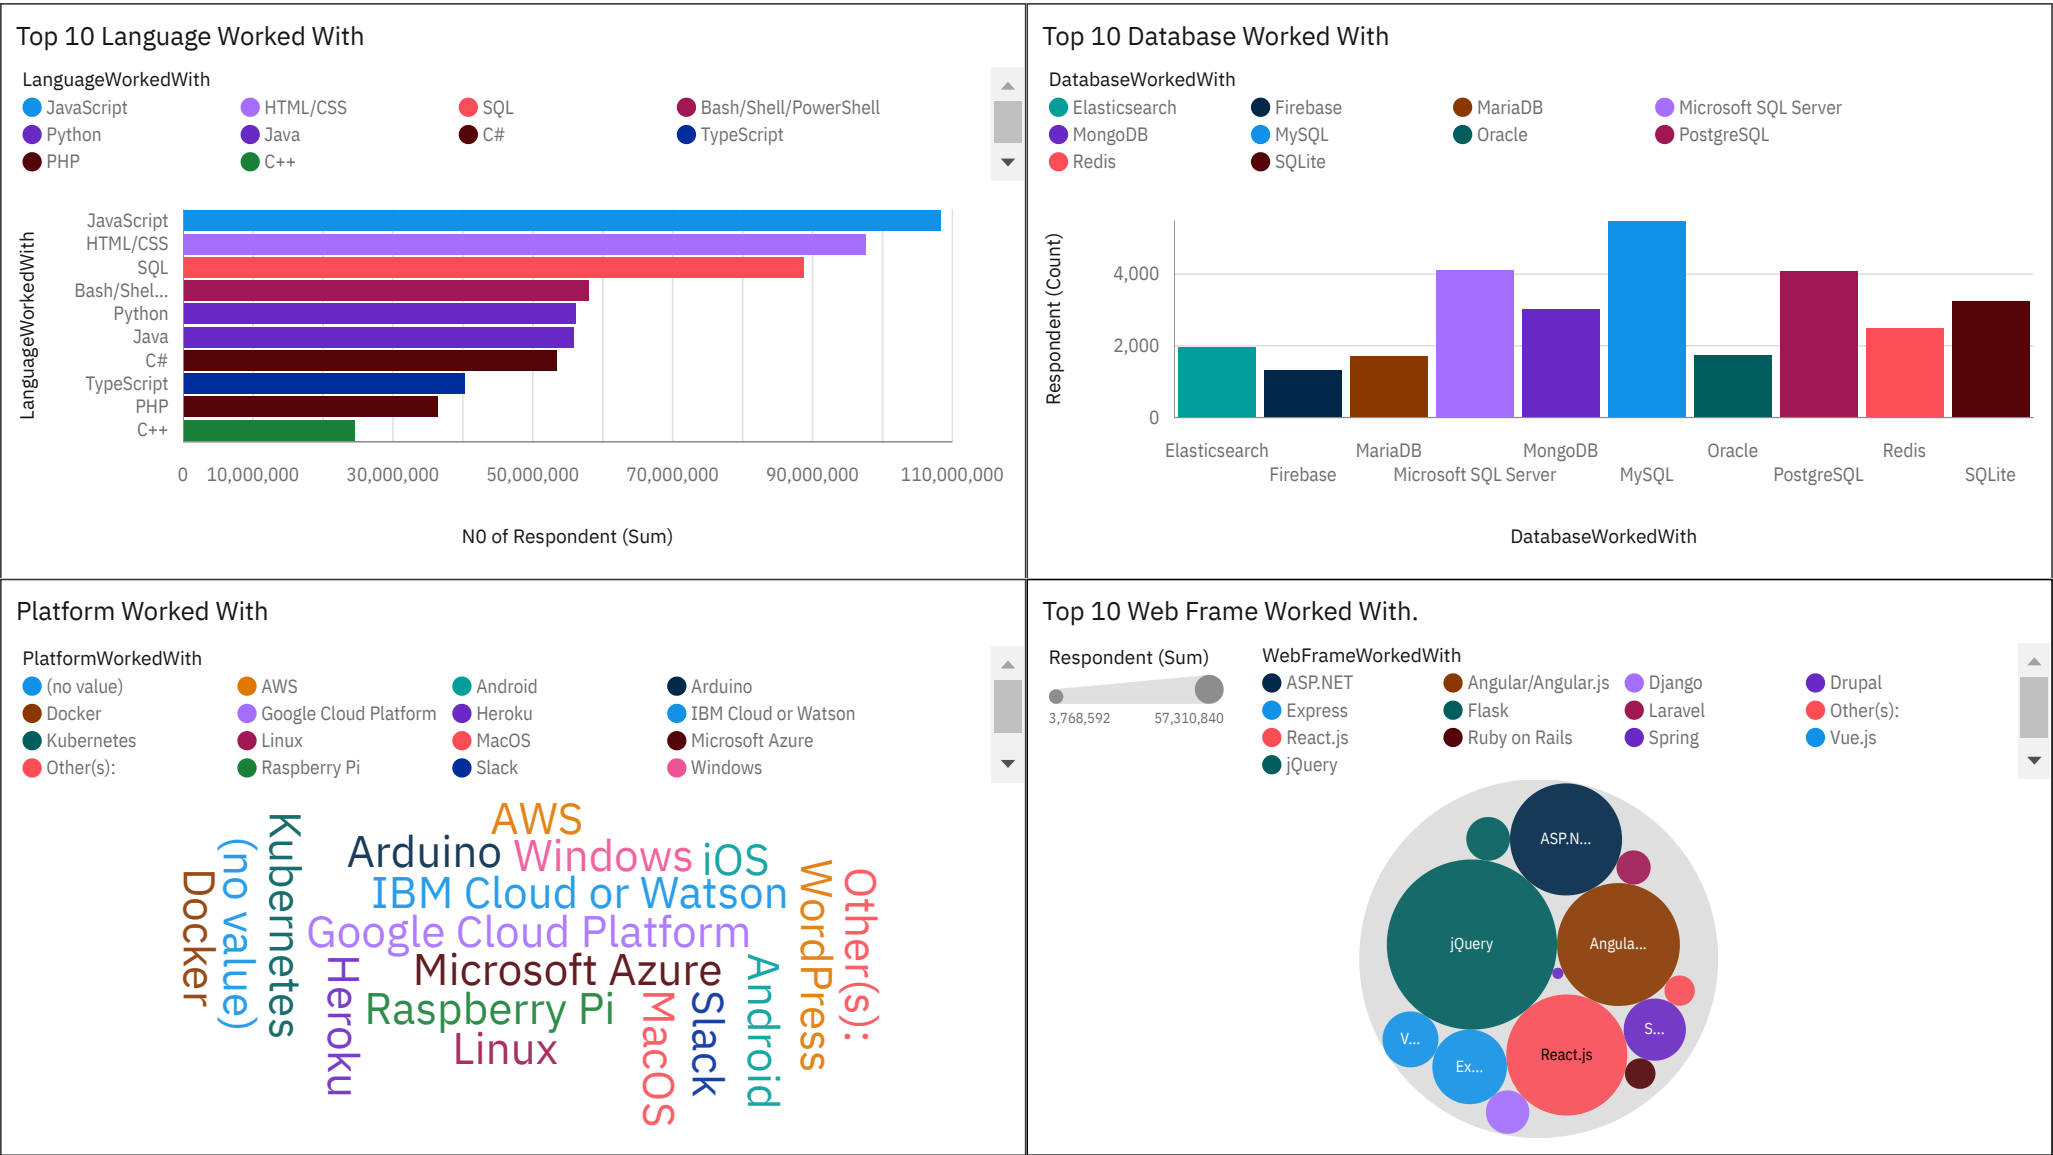 Top 10 Language Worked With
LanguageWorkedWith
JavaScript HTML/CSS SQL Bash/Shell/PowerShell
Python Java C# TypeScript
PHP C++
LanguageWorkedWith
JavaScript
HTML/CSS
SQL
Bash/Shel...
Python
Java
C#
TypeScript
PHP
C++
0 10,000,000 30,000,000 50,000,000 70,000,000 90,000,000 110,000,000
N0 of Respondent (Sum)
Top 10 Database Worked With
DatabaseWorkedWith
Elasticsearch Firebase MariaDB Microsoft SQL Server
MongoDB MySQL Oracle PostgreSQL
Redis SQLite
Respondent (Count)
4,000
2,000
0
Elasticsearch MariaDB MongoDB Oracle Redis
Firebase Microsoft SQL Server MySQL PostgreSQL SQLite
DatabaseWorkedWith
Platform Worked With
PlatformWorkedWith
(no value) AWS Android Arduino
Docker Google Cloud Platform Heroku IBM Cloud or Watson
Kubernetes Linux MacOS Microsoft Azure
Other(s): Raspberry Pi Slack Windows
Docker
(no value)
Kubernetes
AWS
Arduino Windows iOS
IBM Cloud or Watson
Google Cloud Platform
Microsoft Azure
Heroku
Raspberry Pi
Linux
MacOS
Slack
Android
WordPress
Other(s):
Top 10 Web Frame Worked With.
Respondent (Sum)
3,768,592 57,310,840
WebFrameWorkedWith
ASP.NET Angular/Angular.js Django Drupal
Express Flask Laravel Other(s):
React.js Ruby on Rails Spring Vue.js
jQuery
ASP.N...
jQuery
Angula...
S...
V...
React.js
Ex...